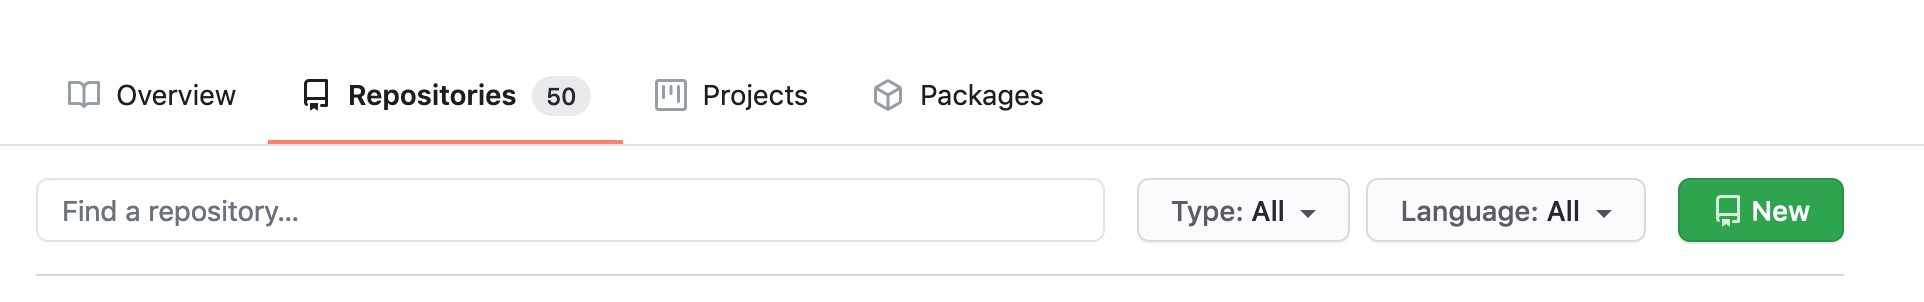 Overview Repositories 50 Projects Packages
Find a repository... Type: All Language: All New